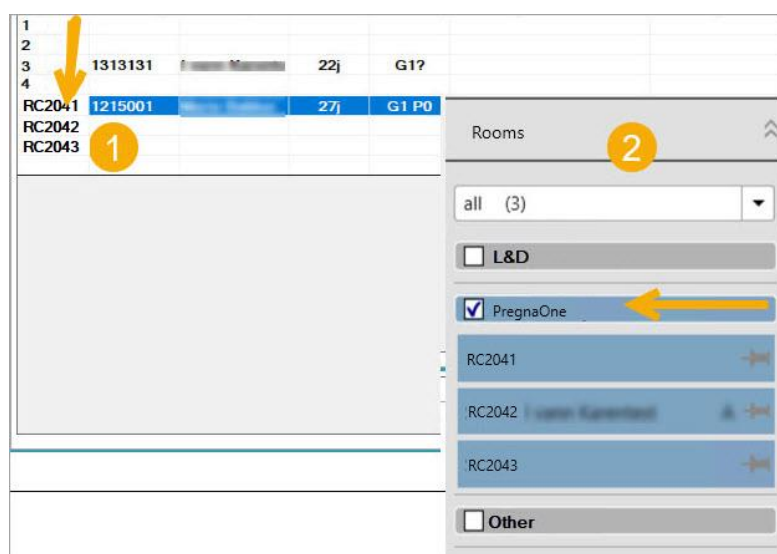 1
2
3 1313131 22j G1?
4
RC2041 1215001 27j G1 P0
RC2042
RC2043
1
Rooms
2
all (3)
L&D
PregnaOne
RC2041
RC2042 A
RC2043
Other